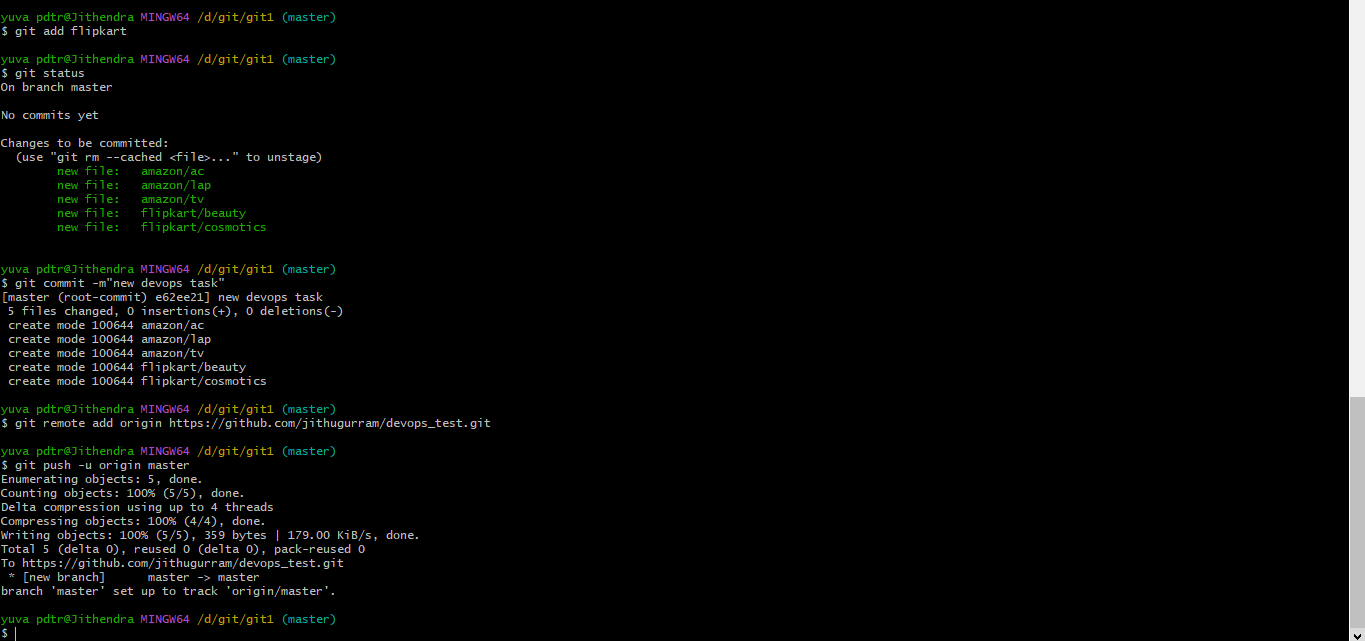 yuva pdtr@Jithendra MINGW64 /d/git/git1 (master)
$ git add flipkart
yuva pdtr@Jithendra MINGW64 /d/git/git1 (master)
$ git status
On branch master
No commits yet
Changes to be committed:
  (use "git rm --cached <file>..." to unstage)
        new file:   amazon/ac
        new file:   amazon/lap
        new file:   amazon/tv
        new file:   flipkart/beauty
        new file:   flipkart/cosmotics
yuva pdtr@Jithendra MINGW64 /d/git/git1 (master)
$ git commit -m"new devops task"
[master (root-commit) e62ee21] new devops task
 5 files changed, 0 insertions(+), 0 deletions(-)
 create mode 100644 amazon/ac
 create mode 100644 amazon/lap
 create mode 100644 amazon/tv
 create mode 100644 flipkart/beauty
 create mode 100644 flipkart/cosmotics
yuva pdtr@Jithendra MINGW64 /d/git/git1 (master)
$ git remote add origin https://github.com/jithugurram/devops_test.git
yuva pdtr@Jithendra MINGW64 /d/git/git1 (master)
$ git push -u origin master
Enumerating objects: 5, done.
Counting objects: 100% (5/5), done.
Delta compression using up to 4 threads
Compressing objects: 100% (4/4), done.
Writing objects: 100% (5/5), 359 bytes | 179.00 KiB/s, done.
Total 5 (delta 0), reused 0 (delta 0), pack-reused 0
To https://github.com/jithugurram/devops_test.git
 * [new branch]      master -> master
branch 'master' set up to track 'origin/master'.
yuva pdtr@Jithendra MINGW64 /d/git/git1 (master)
$